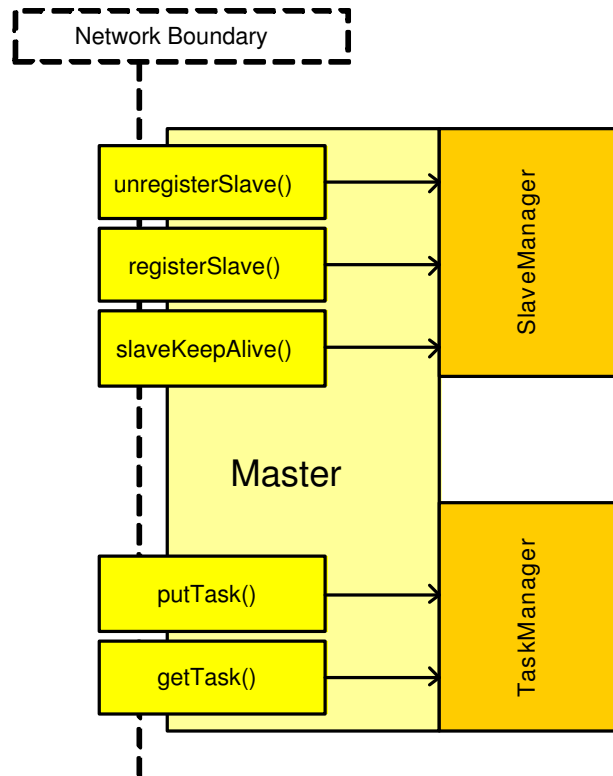 Network Boundary
unregisterSlave()
registerSlave()
slaveKeepAlive()
SlaveManager
Master
putTask()
getTask()
TaskManager